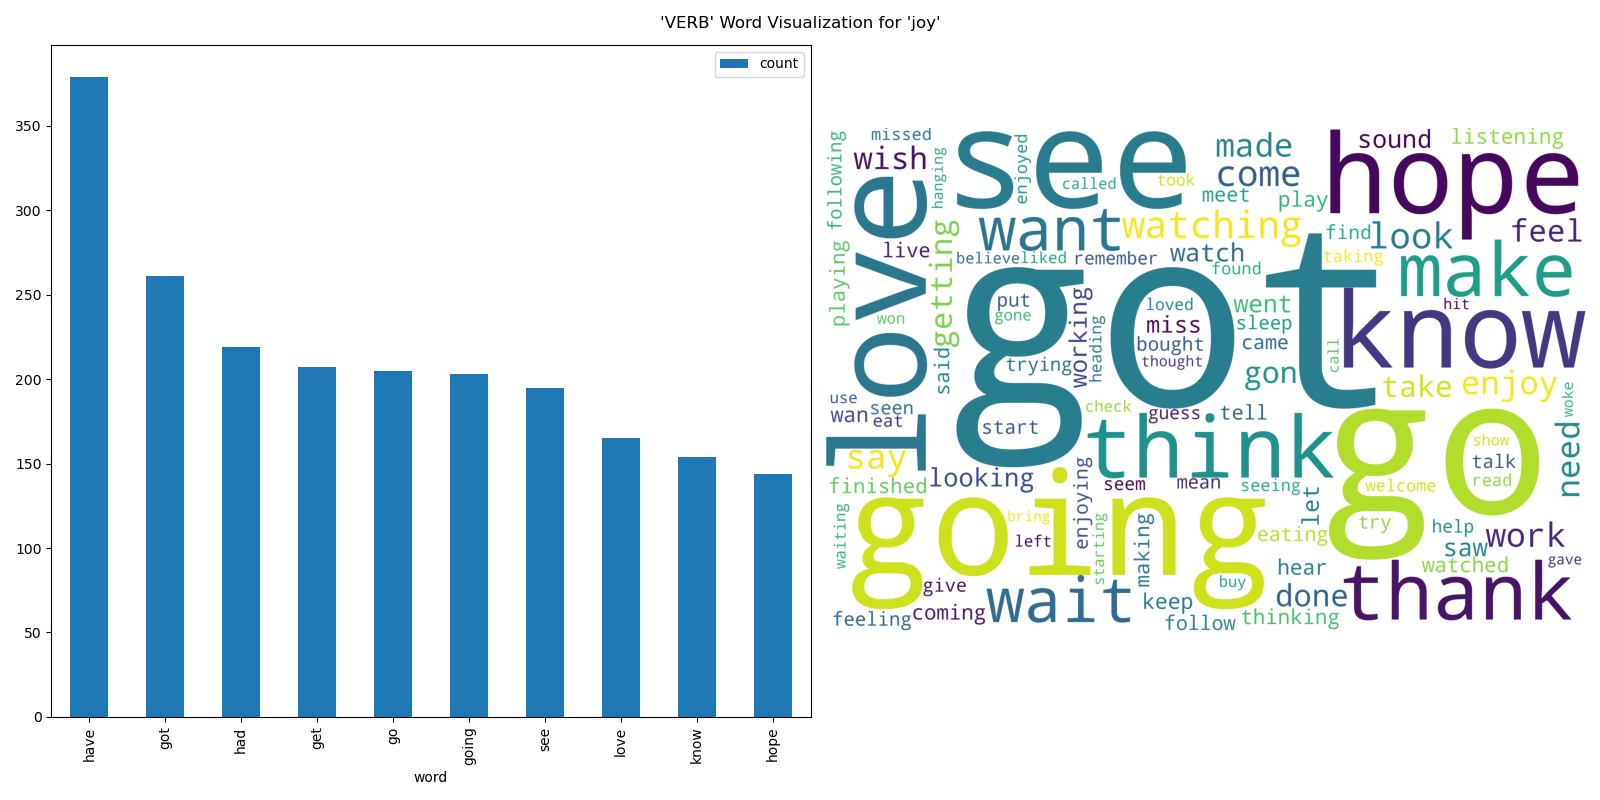 'VERB' Word Visualization for 'joy'
count
350
300
250
200
150
100
50
0
have
got
had
get
go
going
see
love
know
hope
word
missed
wish
following
hanging
love
see
enjoyed
called
took
made
come
meet
play
sound
listening
hope
feel
look
find
taking
make
want
watching
watch
believe
liked
remember
found
live
playing
getting
won
got
put
gone
loved
miss
bought
thought
went
sleep
came
working
heading
said
trying
hit
know
call
gon
take
enjoy
woke
use
wan
seen
eat
start
check
guess
tell
think
go
show
talk
read
need
say
finished
looking
seem
mean
seeing
welcome
let
try
going
bring
left
enjoying
starting
making
eating
help
saw
work
waiting
watched
gave
give
feeling
coming
wait
keep
buy
hear
done
follow
thinking
thank